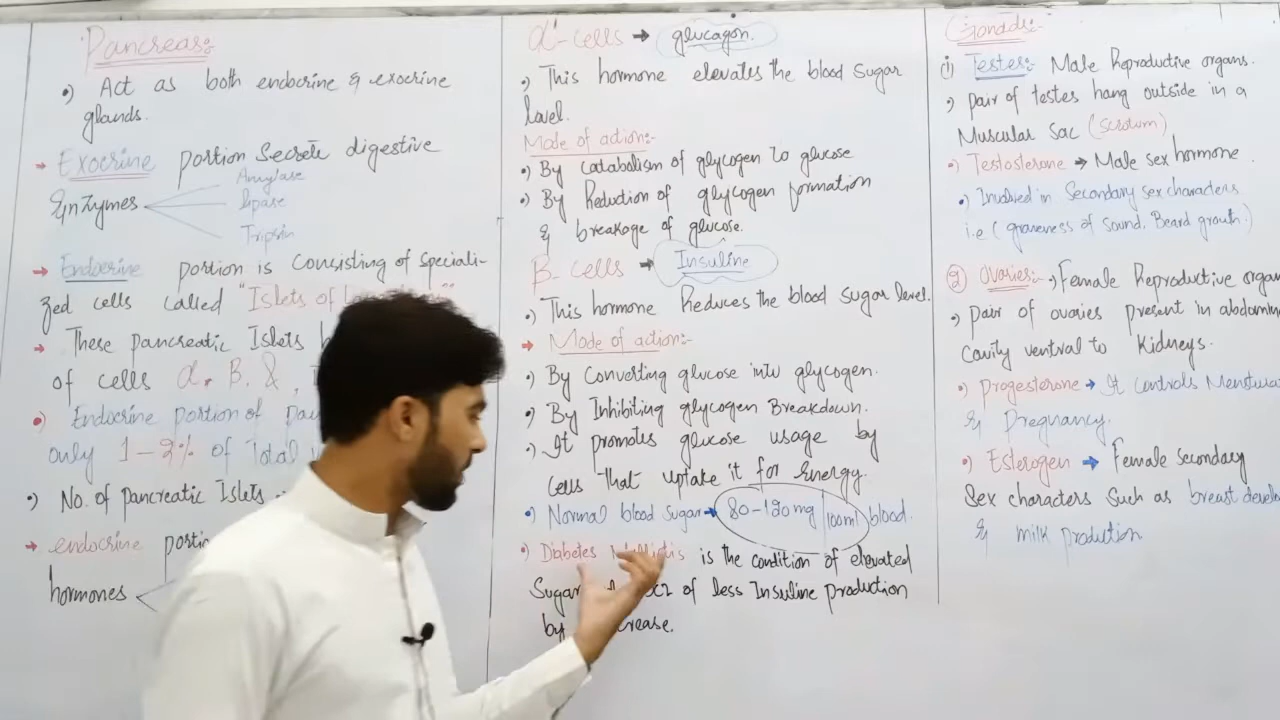 Pancreas:-
•) Act as both endocrine & exocrine
glands.
→ Exocrine portion Secrete digestive
Enzymes
Amylase
lipase
Tripsin
→ Endocrine portion is Consisting of Speciali-
zed cells called "Islets of
→ These pancreatic Islets
of cells α, B, &
•) Endocrine portion of
only 1-2% of Total
•) No. of pancreatic Islets
→ endocrine
hormones
α-cells → glucagon.
•) This hormone elevates the blood Sugar
level.
Mode of action:-
•) By Catabolism of glycogen to glucose
•) By Reduction of glycogen formation
& breakage of glucose.
B-cells → Insuline
•) This hormone Reduces the blood Sugar level.
→ Mode of action:-
•) By Converting glucose into glycogen.
•) By Inhibiting glycogen Breakdown.
•) It promotes glucose usage by
Cells That uptake it for Energy.
•) Normal blood Sugar → 80-120mg/100ml blood.
•) Diabetes is the condition of elevated
Sugar of less Insuline production
by
Gonads:-
(1) Testes:- Male Reproductive organs.
•) pair of testes hang outside in a
Muscular Sac (Scrotum)
•) Testosterone → Male sex hormone.
•) Involved in Secondary sex characters
i.e (graveness of Sound, Beard growth)
(2) Ovaries:- •) Female Reproductive organ
•) pair of ovaries present in abdomin
Cavity ventral to Kidneys.
•) Progesterone → It Controls Menstrua
& Pregnancy.
•) Esterogen → Female secondary
Sex characters Such as breast devel
& milk production